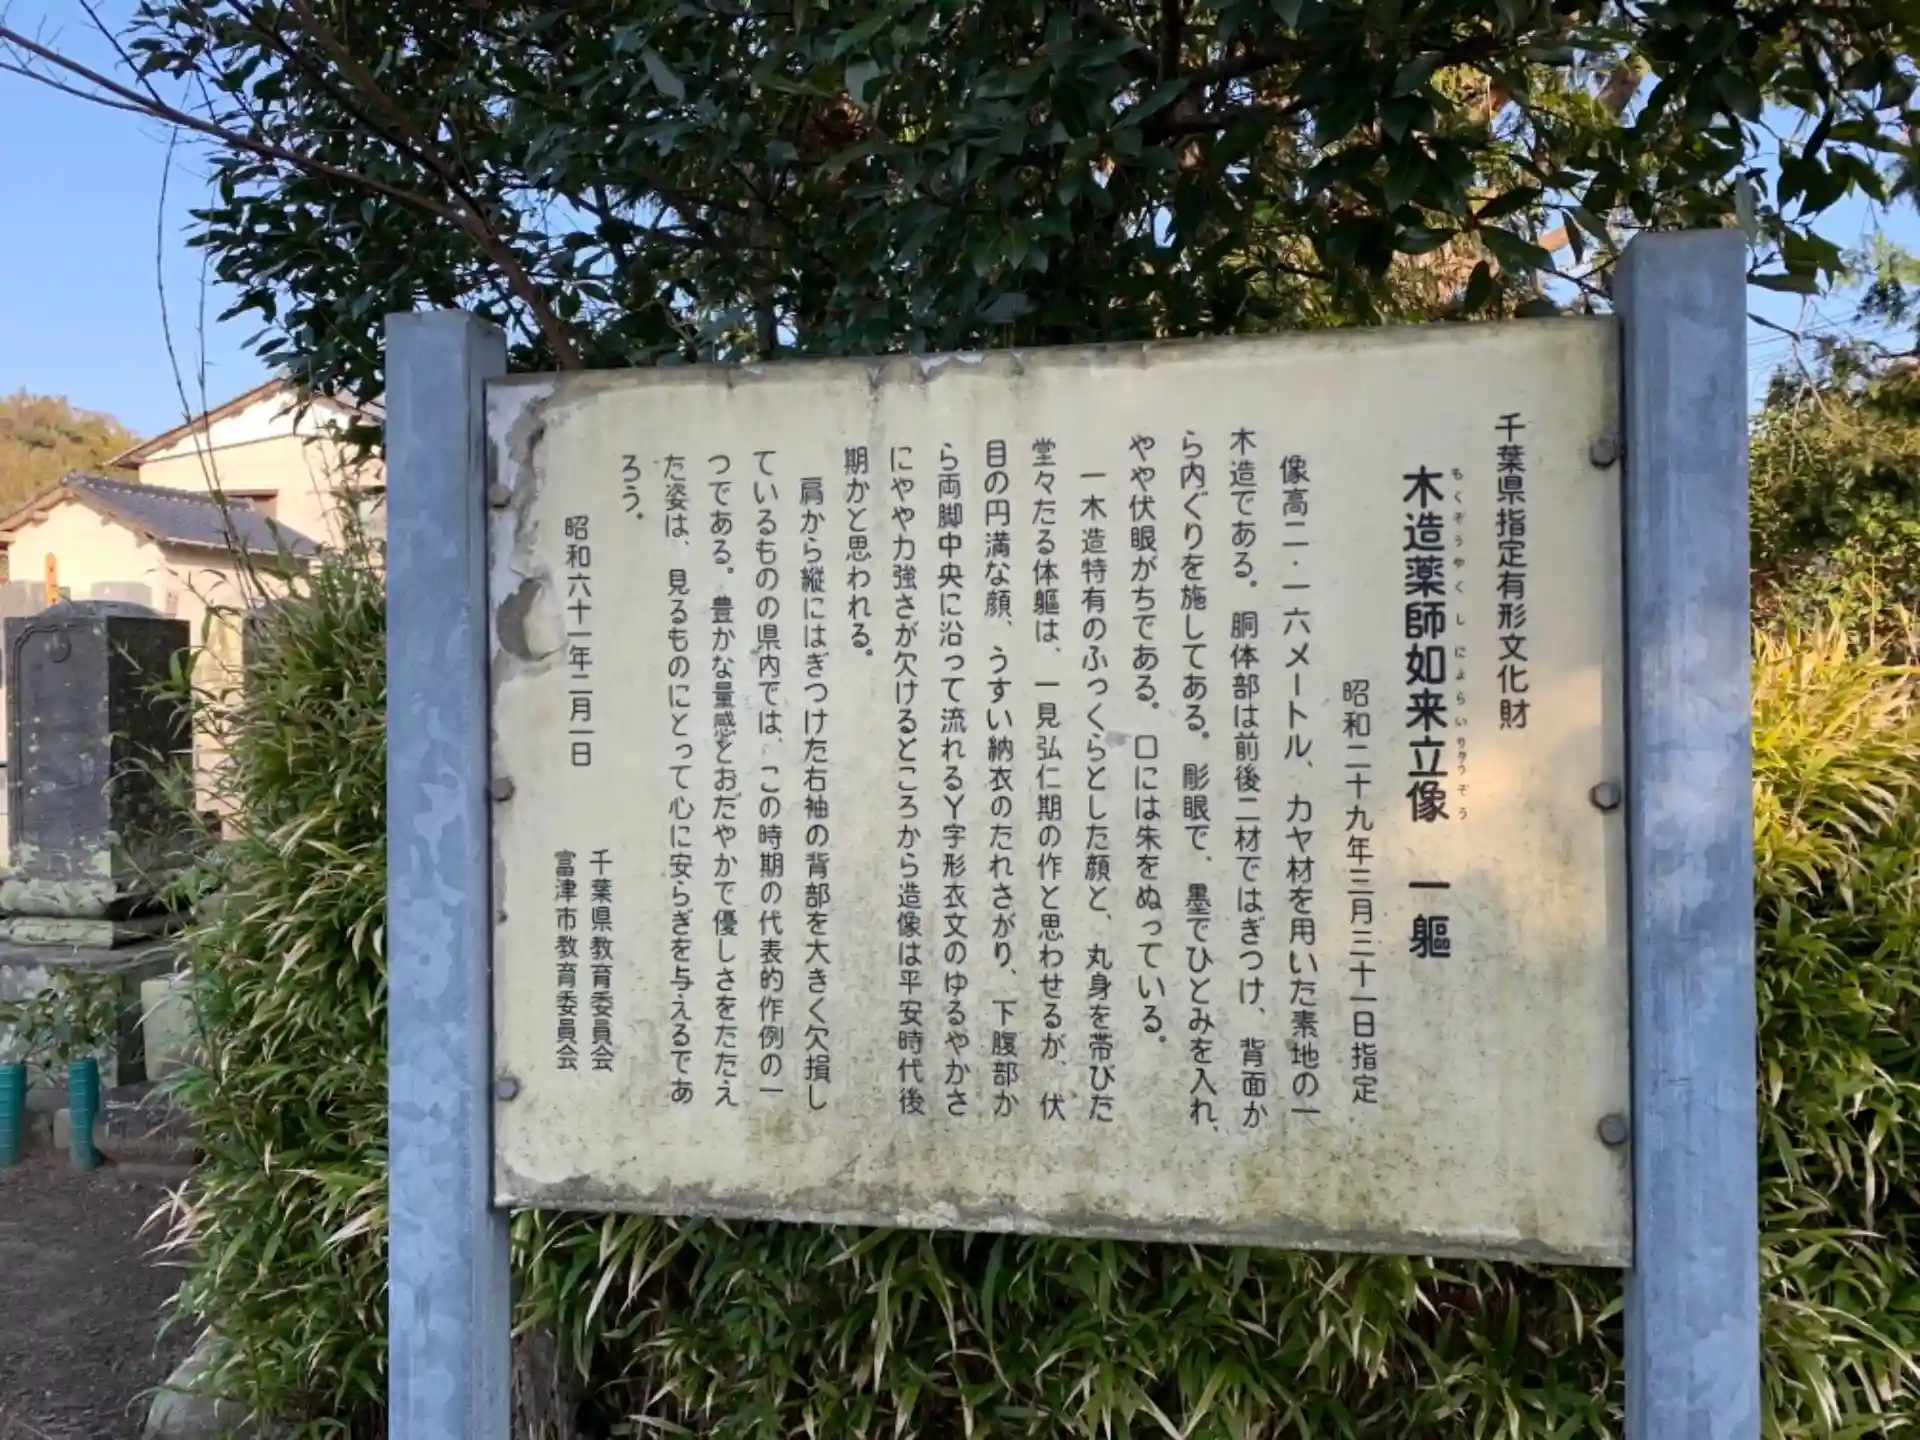 千葉県指定有形文化財
木造薬師如来立像 一軀
もくぞうやくしにょらいりゅうぞう
昭和二十九年三月三十一日指定
像高二・一六メートル、カヤ材を用いた素地の一
木造である。胴体部は前後二材ではぎつけ、背面か
ら内ぐりを施してある。彫眼で、墨でひとみを入れ、
やや伏眼がちである。口には朱をぬっている。
一木造特有のふっくらとした顔と、丸身を帯びた
堂々たる体軀は、一見弘仁期の作と思わせるが、伏
目の円満な顔、うすい納衣のたれさがり、下腹部か
ら両脚中央に沿って流れるY字形衣文のゆるやかさ
にやや力強さが欠けるところから造像は平安時代後
期かと思われる。
肩から縦にはぎつけた右袖の背部を大きく欠損し
ているものの県内では、この時期の代表的作例の一
つである。豊かな量感とおだやかで優しさをたたえ
た姿は、見るものにとって心に安らぎを与えるであ
ろう。
昭和六十一年二月一日
千葉県教育委員会
富津市教育委員会